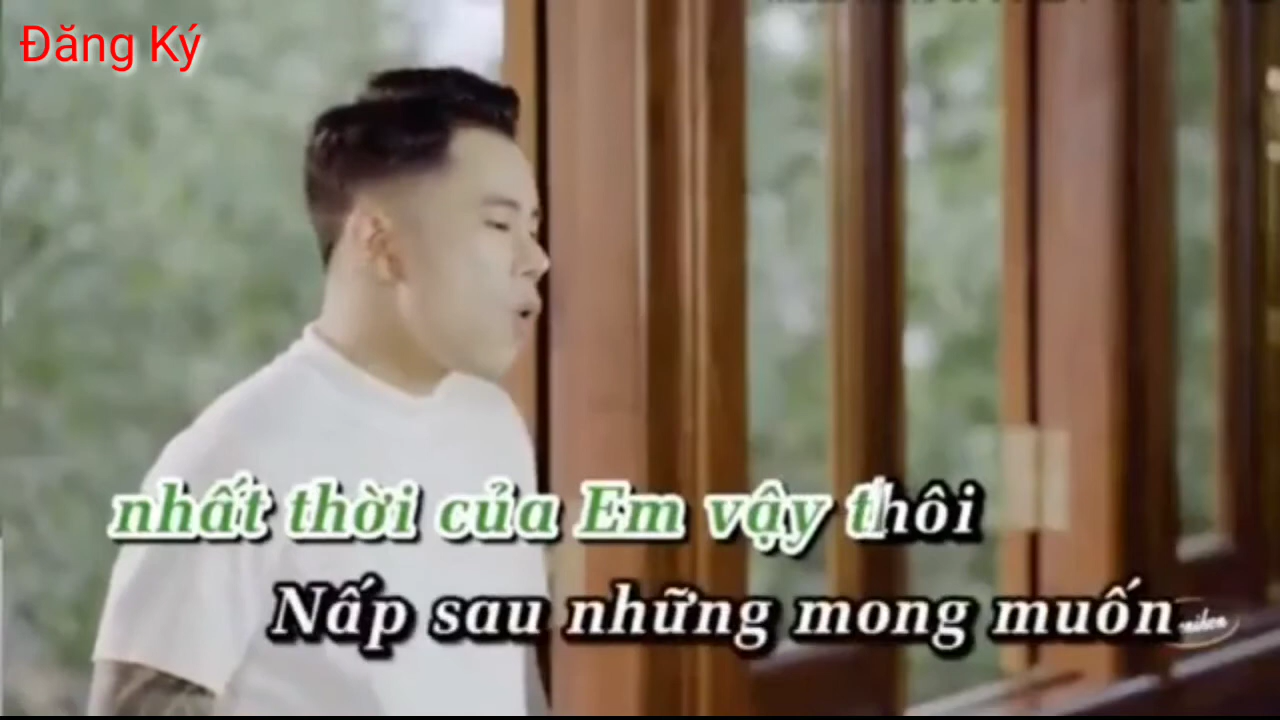 Đăng Ký
nhất thời của Em vậy thôi
Nấp sau những mong muốn